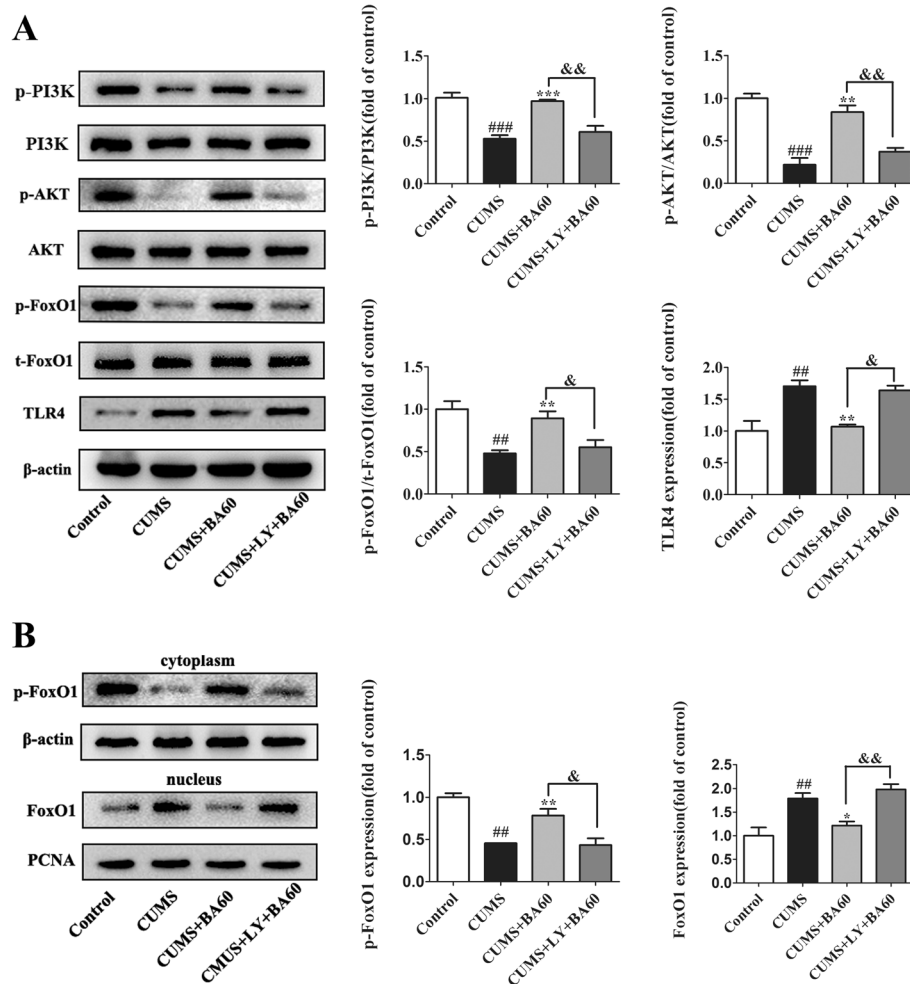 A
p-PI3K
PI3K
p-AKT
AKT
p-FoxO1
t-FoxO1
TLR4
β-actin
Control
CUMS
CUMS+BA60
CUMS+LY+BA60
p-PI3K/PI3K(fold of control)
1.5
1.0
0.5
0.0
###
***
&&
Control
CUMS
CUMS+BA60
CUMS+LY+BA60
p-AKT/AKT(fold of control)
1.5
1.0
0.5
0.0
###
**
&&
Control
CUMS
CUMS+BA60
CUMS+LY+BA60
p-FoxO1/t-FoxO1(fold of control)
1.5
1.0
0.5
0.0
##
**
&
Control
CUMS
CUMS+BA60
CUMS+LY+BA60
TLR4 expression(fold of control)
2.0
1.5
1.0
0.5
0.0
##
**
&
Control
CUMS
CUMS+BA60
CUMS+LY+BA60
B
cytoplasm
p-FoxO1
β-actin
nucleus
FoxO1
PCNA
Control
CUMS
CUMS+BA60
CMUS+LY+BA60
p-FoxO1 expression(fold of control)
1.5
1.0
0.5
0.0
##
**
&
Control
CUMS
CUMS+BA60
CUMS+LY+BA60
FoxO1 expression(fold of control)
2.5
2.0
1.5
1.0
0.5
0.0
##
*
&&
Control
CUMS
CUMS+BA60
CUMS+LY+BA60